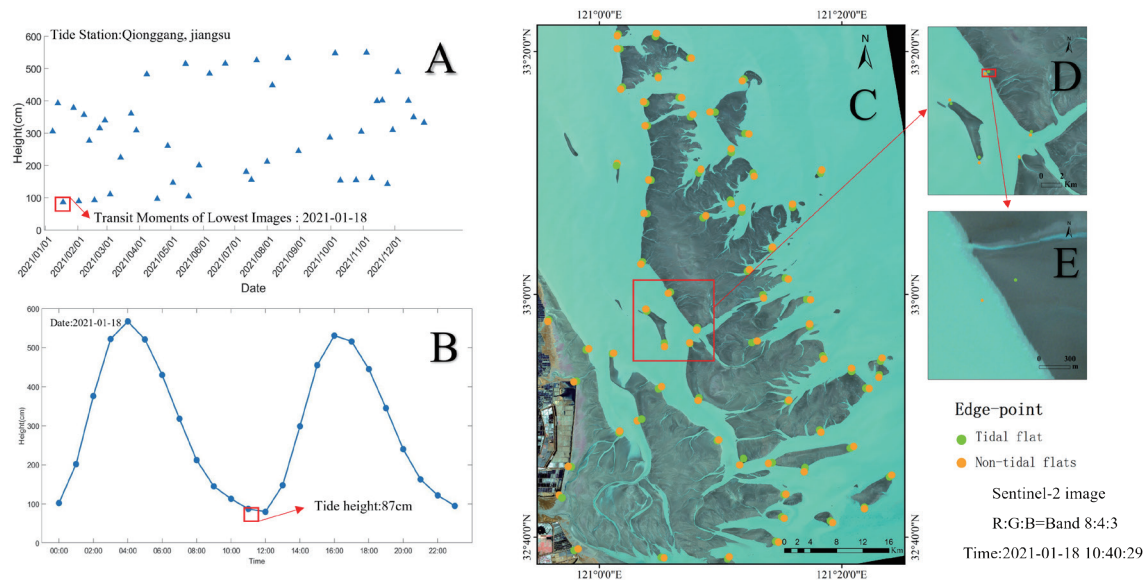 Tide Station:Qionggang, jiangsu
A
Height(cm)
600
500
400
300
200
100
0
Transit Moments of Lowest Images : 2021-01-18
2021/01/01
2021/02/01
2021/03/01
2021/04/01
2021/05/01
2021/06/01
2021/07/01
2021/08/01
2021/09/01
2021/10/01
2021/11/01
2021/12/01
Date
Date:2021-01-18
B
Height(cm)
600
500
400
300
200
100
0
Tide height:87cm
00:00
02:00
04:00
06:00
08:00
10:00
12:00
14:00
16:00
18:00
20:00
22:00
Time
121°0'0"E
121°20'0"E
33°20'0"N
33°0'0"N
32°40'0"N
N
C
33°20'0"N
33°0'0"N
32°40'0"N
0 2 4 8 12 16
Km
121°0'0"E
121°20'0"E
N
D
0 2
Km
N
E
0 300
m
Edge-point
Tidal flat
Non-tidal flats
Sentinel-2 image
R:G:B=Band 8:4:3
Time:2021-01-18 10:40:29